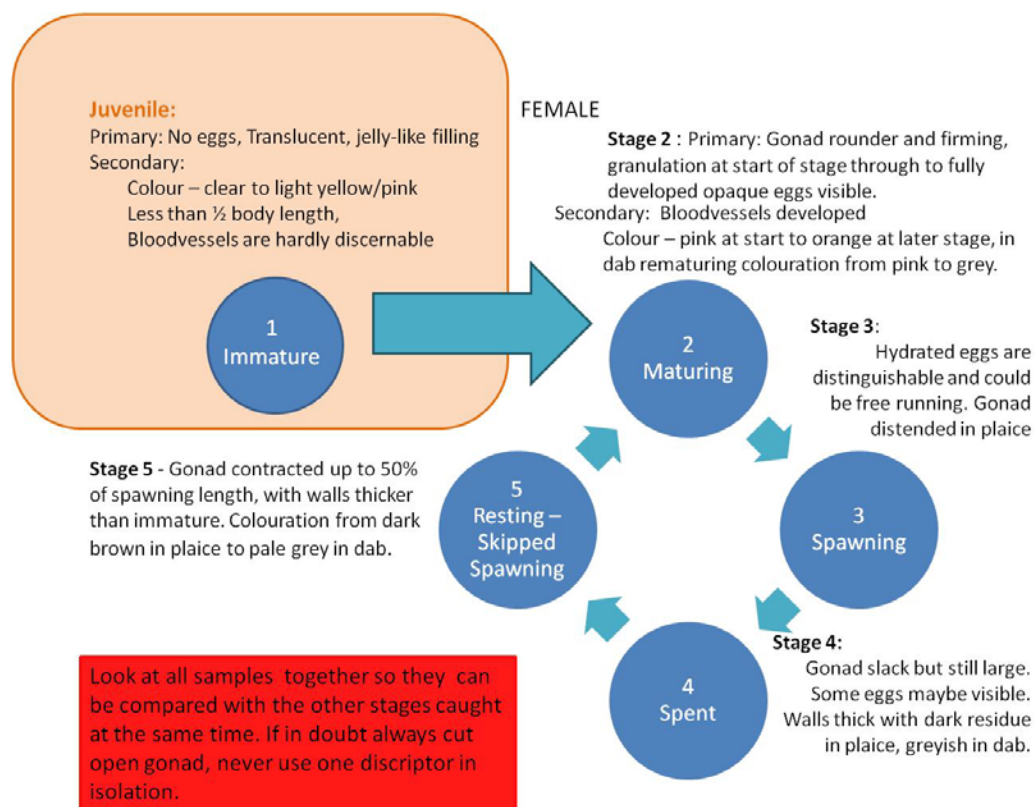 Juvenile:
Primary: No eggs, Translucent, jelly-like filling
Secondary:
Colour – clear to light yellow/pink
Less than ½ body length,
Bloodvessels are hardly discernable
1
Immature
FEMALE
Stage 2 : Primary: Gonad rounder and firming,
granulation at start of stage through to fully
developed opaque eggs visible.
Secondary: Bloodvessels developed
Colour – pink at start to orange at later stage, in
dab rematuring colouration from pink to grey.
2
Maturing
Stage 3:
Hydrated eggs are
distinguishable and could
be free running. Gonad
distended in plaice
3
Spawning
Stage 4:
Gonad slack but still large.
Some eggs maybe visible.
Walls thick with dark residue
in plaice, greyish in dab.
4
Spent
Stage 5 - Gonad contracted up to 50%
of spawning length, with walls thicker
than immature. Colouration from dark
brown in plaice to pale grey in dab.
5
Resting –
Skipped
Spawning
Look at all samples together so they can
be compared with the other stages caught
at the same time. If in doubt always cut
open gonad, never use one discriptor in
isolation.